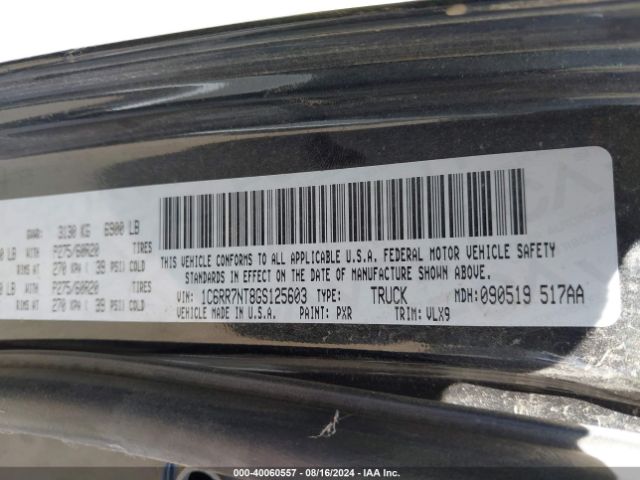 GVWR: 3130 KG 6900 LB
LB WITH P275/60R20 TIRES
RIMS AT 270 KPA ( 39 PSI) COLD
LB WITH P275/60R20 TIRES
RIMS AT 270 KPA ( 39 PSI) COLD
THIS VEHICLE CONFORMS TO ALL APPLICABLE U.S.A. FEDERAL MOTOR VEHICLE SAFETY
STANDARDS IN EFFECT ON THE DATE OF MANUFACTURE SHOWN ABOVE.
VIN: 1C6RR7NT8GS125603 TYPE: TRUCK MDH: 090519 517AA
VEHICLE MADE IN U.S.A. PAINT: PXR TRIM: VLX9
000-40060557 - 08/16/2024 - IAA Inc.